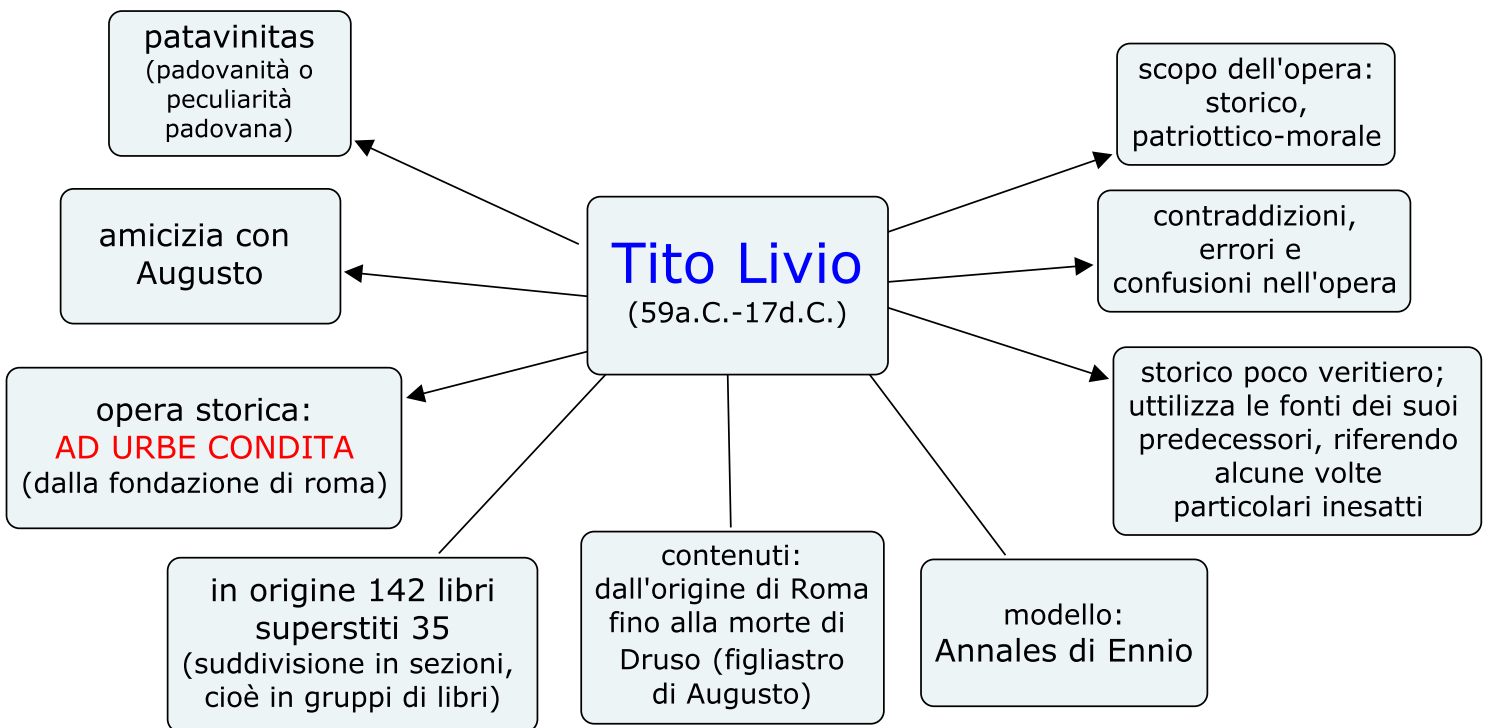 patavinitas
(padovanità o
peculiarità
padovana)
amicizia con
Augusto
opera storica:
AD URBE CONDITA
(dalla fondazione di roma)
in origine 142 libri
superstiti 35
(suddivisione in sezioni,
cioè in gruppi di libri)
Tito Livio
(59a.C.-17d.C.)
contenuti:
dall'origine di Roma
fino alla morte di
Druso (figliastro
di Augusto)
modello:
Annales di Ennio
scopo dell'opera:
storico,
patriottico-morale
contraddizioni,
errori e
confusioni nell'opera
storico poco veritiero;
uttilizza le fonti dei suoi
predecessori, riferendo
alcune volte
particolari inesatti